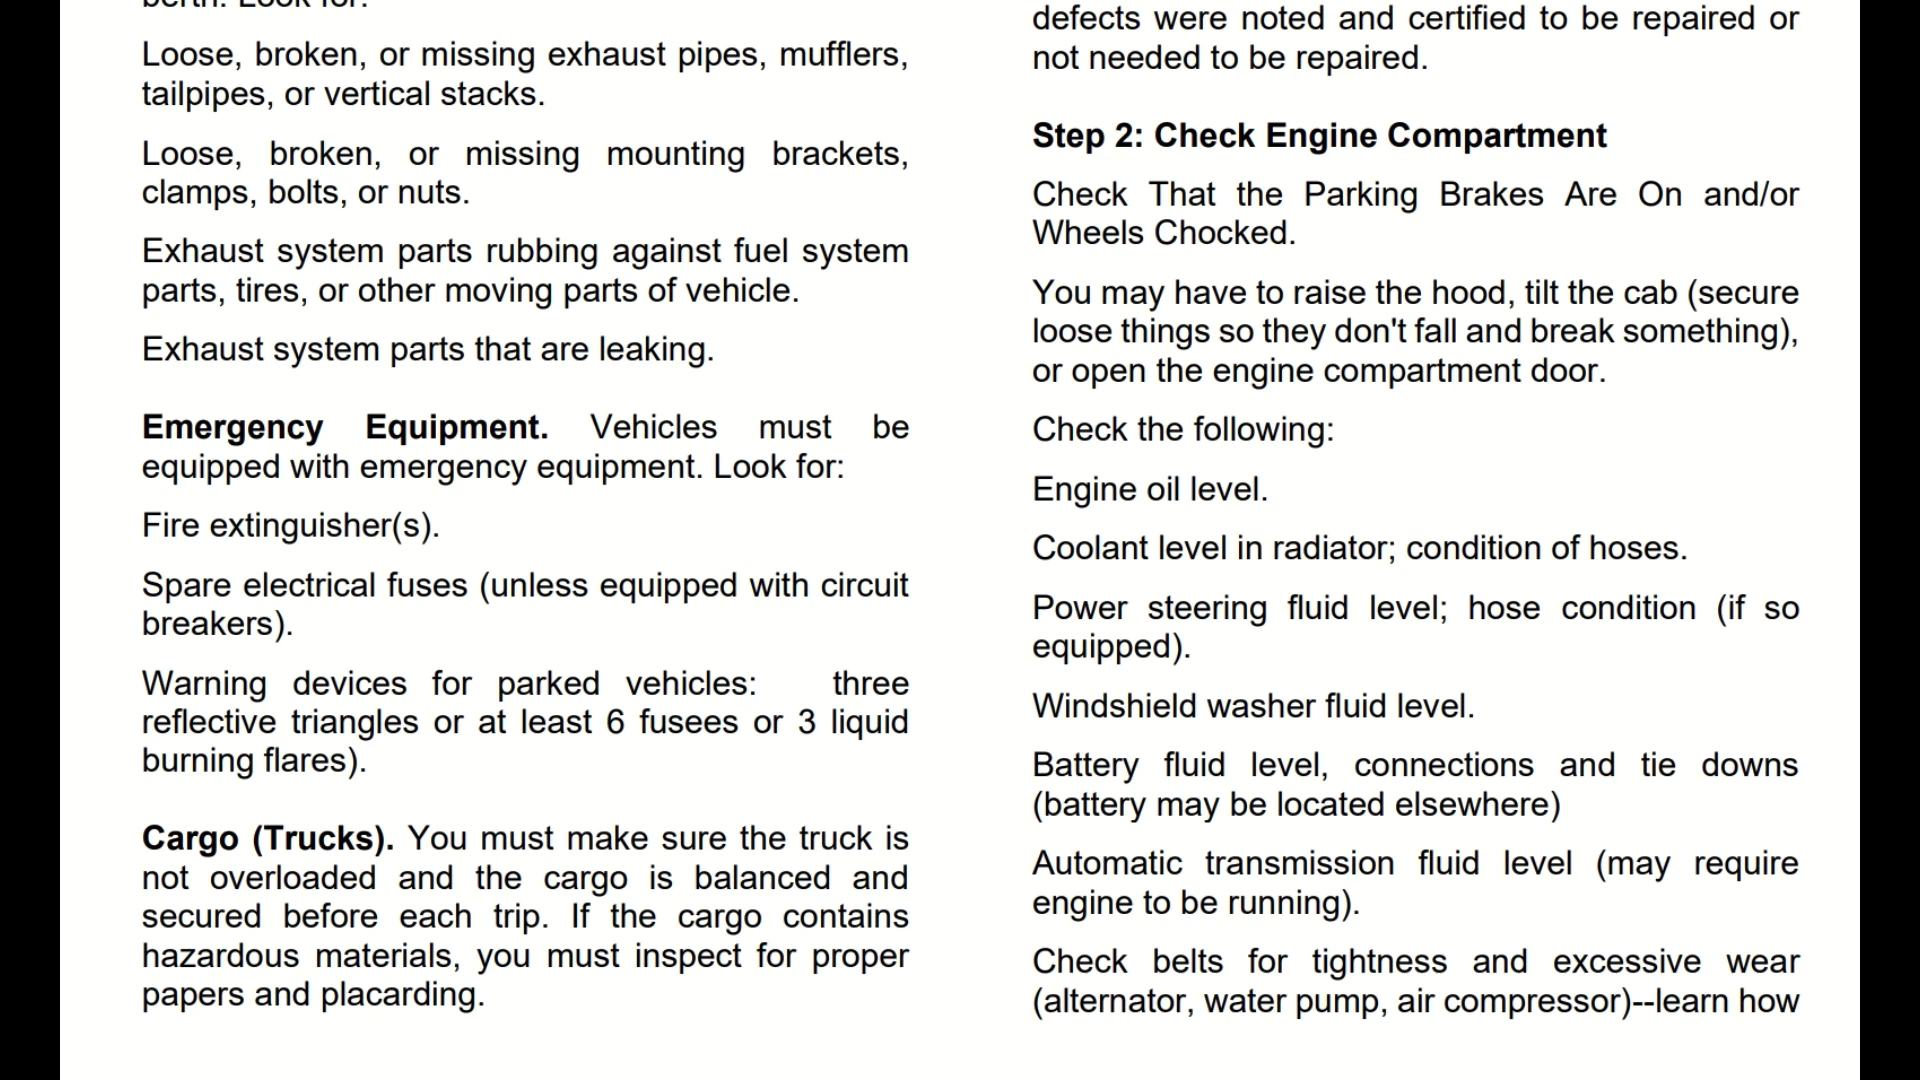 berth. Look for:
Loose, broken, or missing exhaust pipes, mufflers,
tailpipes, or vertical stacks.
Loose, broken, or missing mounting brackets,
clamps, bolts, or nuts.
Exhaust system parts rubbing against fuel system
parts, tires, or other moving parts of vehicle.
Exhaust system parts that are leaking.
Emergency Equipment. Vehicles must be
equipped with emergency equipment. Look for:
Fire extinguisher(s).
Spare electrical fuses (unless equipped with circuit
breakers).
Warning devices for parked vehicles: three
reflective triangles or at least 6 fusees or 3 liquid
burning flares).
Cargo (Trucks). You must make sure the truck is
not overloaded and the cargo is balanced and
secured before each trip. If the cargo contains
hazardous materials, you must inspect for proper
papers and placarding.
defects were noted and certified to be repaired or
not needed to be repaired.
Step 2: Check Engine Compartment
Check That the Parking Brakes Are On and/or
Wheels Chocked.
You may have to raise the hood, tilt the cab (secure
loose things so they don't fall and break something),
or open the engine compartment door.
Check the following:
Engine oil level.
Coolant level in radiator; condition of hoses.
Power steering fluid level; hose condition (if so
equipped).
Windshield washer fluid level.
Battery fluid level, connections and tie downs
(battery may be located elsewhere)
Automatic transmission fluid level (may require
engine to be running).
Check belts for tightness and excessive wear
(alternator, water pump, air compressor)--learn how